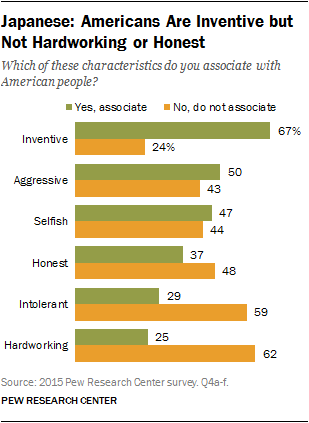 Japanese: Americans Are Inventive but
Not Hardworking or Honest
Which of these characteristics do you associate with
American people?
Yes, associate No, do not associate
Inventive 67%
24%
Aggressive 50
43
Selfish 47
44
Honest 37
48
Intolerant 29
59
Hardworking 25
62
Source: 2015 Pew Research Center survey. Q4a-f.
PEW RESEARCH CENTER